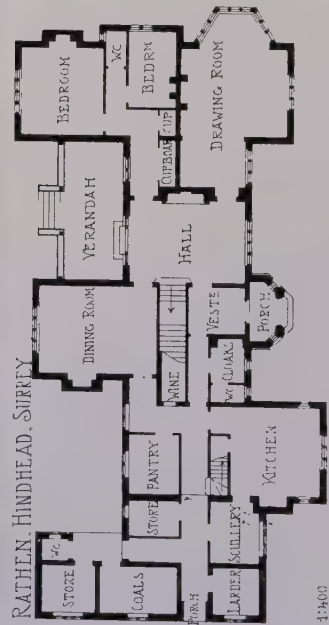 RATHEN, HINDHEAD, SURREY
BEDROOM
WC
BEDRM
CUPBOARD
CUP
DRAWING ROOM
VERANDAH
HALL
DINING ROOM
WINE
VESTE
PORCH
WC
CLOAKS
PANTRY
KITCHEN
STORE
SCULLERY
WC
STORE
COALS
PORCH
LARDER
1:400